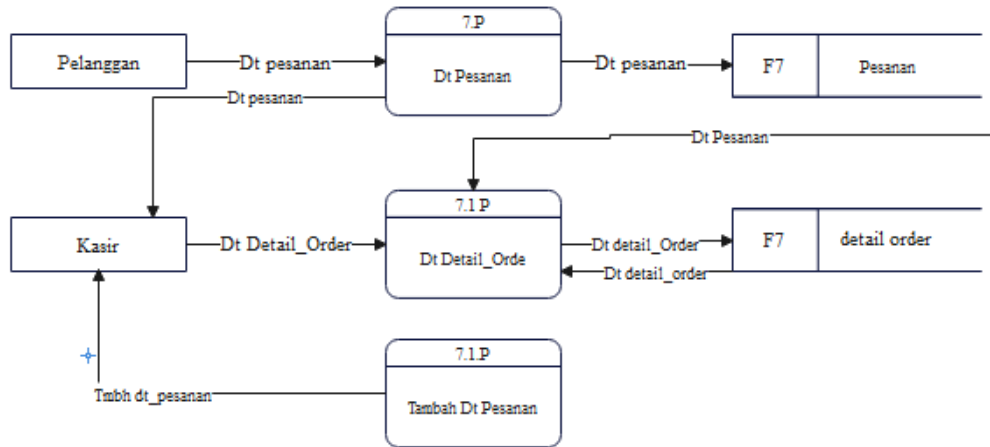 7.P
Pelanggan
Dt pesanan
Dt Pesanan
Dt pesanan
F7
Pesanan
Dt pesanan
Dt Pesanan
7.1 P
Kasir
Dt Detail_Order
Dt Detail_Orde
Dt detail_Order
F7
detail order
Dt detail_order
7.1.P
Tmbh dt_pesanan
Tambah Dt Pesanan